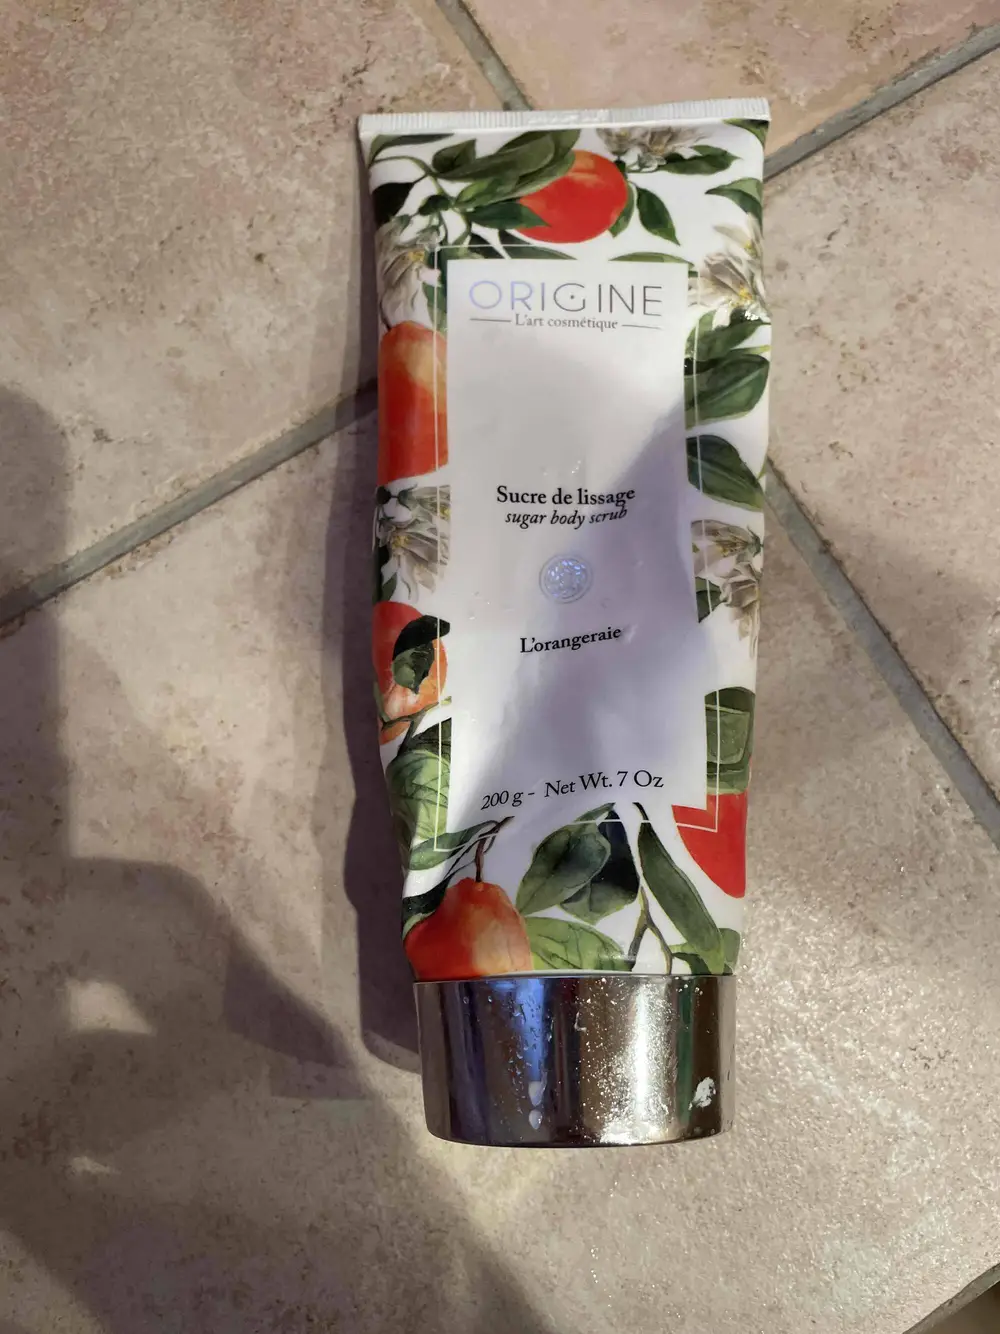 ORIGINE
L'art cosmétique
Sucre de lissage
sugar body scrub
L'orangeraie
200 g - Net Wt. 7 Oz